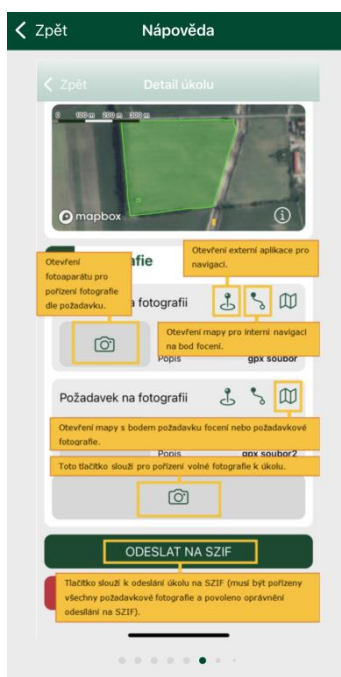 Zpět
Nápověda
Zpět
Detail úkolu
0 100 m 200 m 300 m
mapbox
Otevření
fotoaparátu pro
pořízení fotografie
dle požadavku.
fie
Otevření externí aplikace pro
navigaci.
a fotografii
Otevření mapy pro interní navigaci
na bod focení.
Popis
gpx soubor
Požadavek na fotografii
Otevření mapy s bodem požadavku focení nebo požadavkové
fotografie.
Popis
gpx soubor2
Toto tlačítko slouží pro pořízení volné fotografie k úkolu.
ODESLAT NA SZIF
Tlačítko slouží k odeslání úkolu na SZIF (musí být pořízeny
všechny požadavkové fotografie a povoleno oprávnění
odesílání na SZIF).